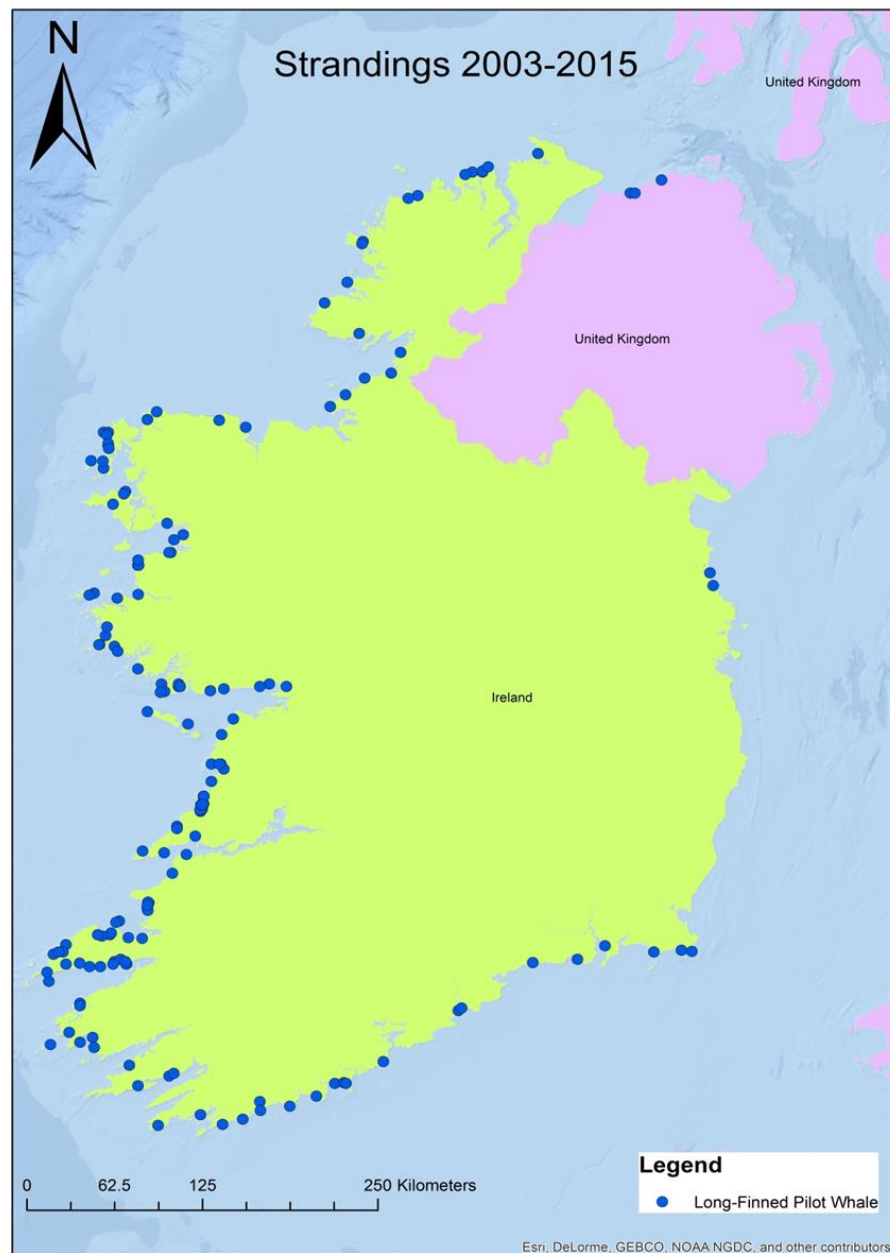 N
Strandings 2003-2015
United Kingdom
United Kingdom
Ireland
0 62.5 125 250 Kilometers
Legend
Long-Finned Pilot Whale
Esri, DeLorme, GEBCO, NOAA NGDC, and other contributors